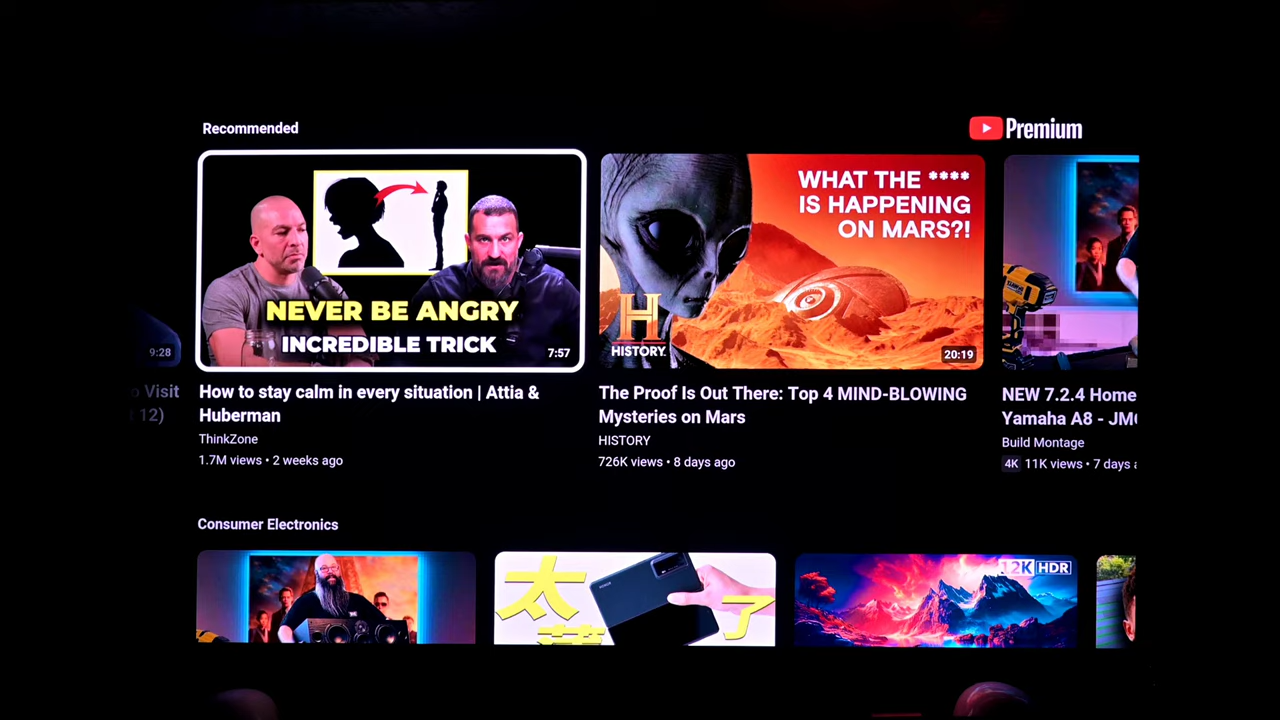 Recommended
Premium
NEVER BE ANGRY
INCREDIBLE TRICK
7:57
WHAT THE ****
IS HAPPENING
ON MARS?!
H
HISTORY
20:19
9:28
o Visit
12)
How to stay calm in every situation | Attia &
Huberman
ThinkZone
1.7M views • 2 weeks ago
The Proof Is Out There: Top 4 MIND-BLOWING
Mysteries on Mars
HISTORY
726K views • 8 days ago
NEW 7.2.4 Home
Yamaha A8 - JM
Build Montage
4K 11K views • 7 days
Consumer Electronics
太
了
12K HDR